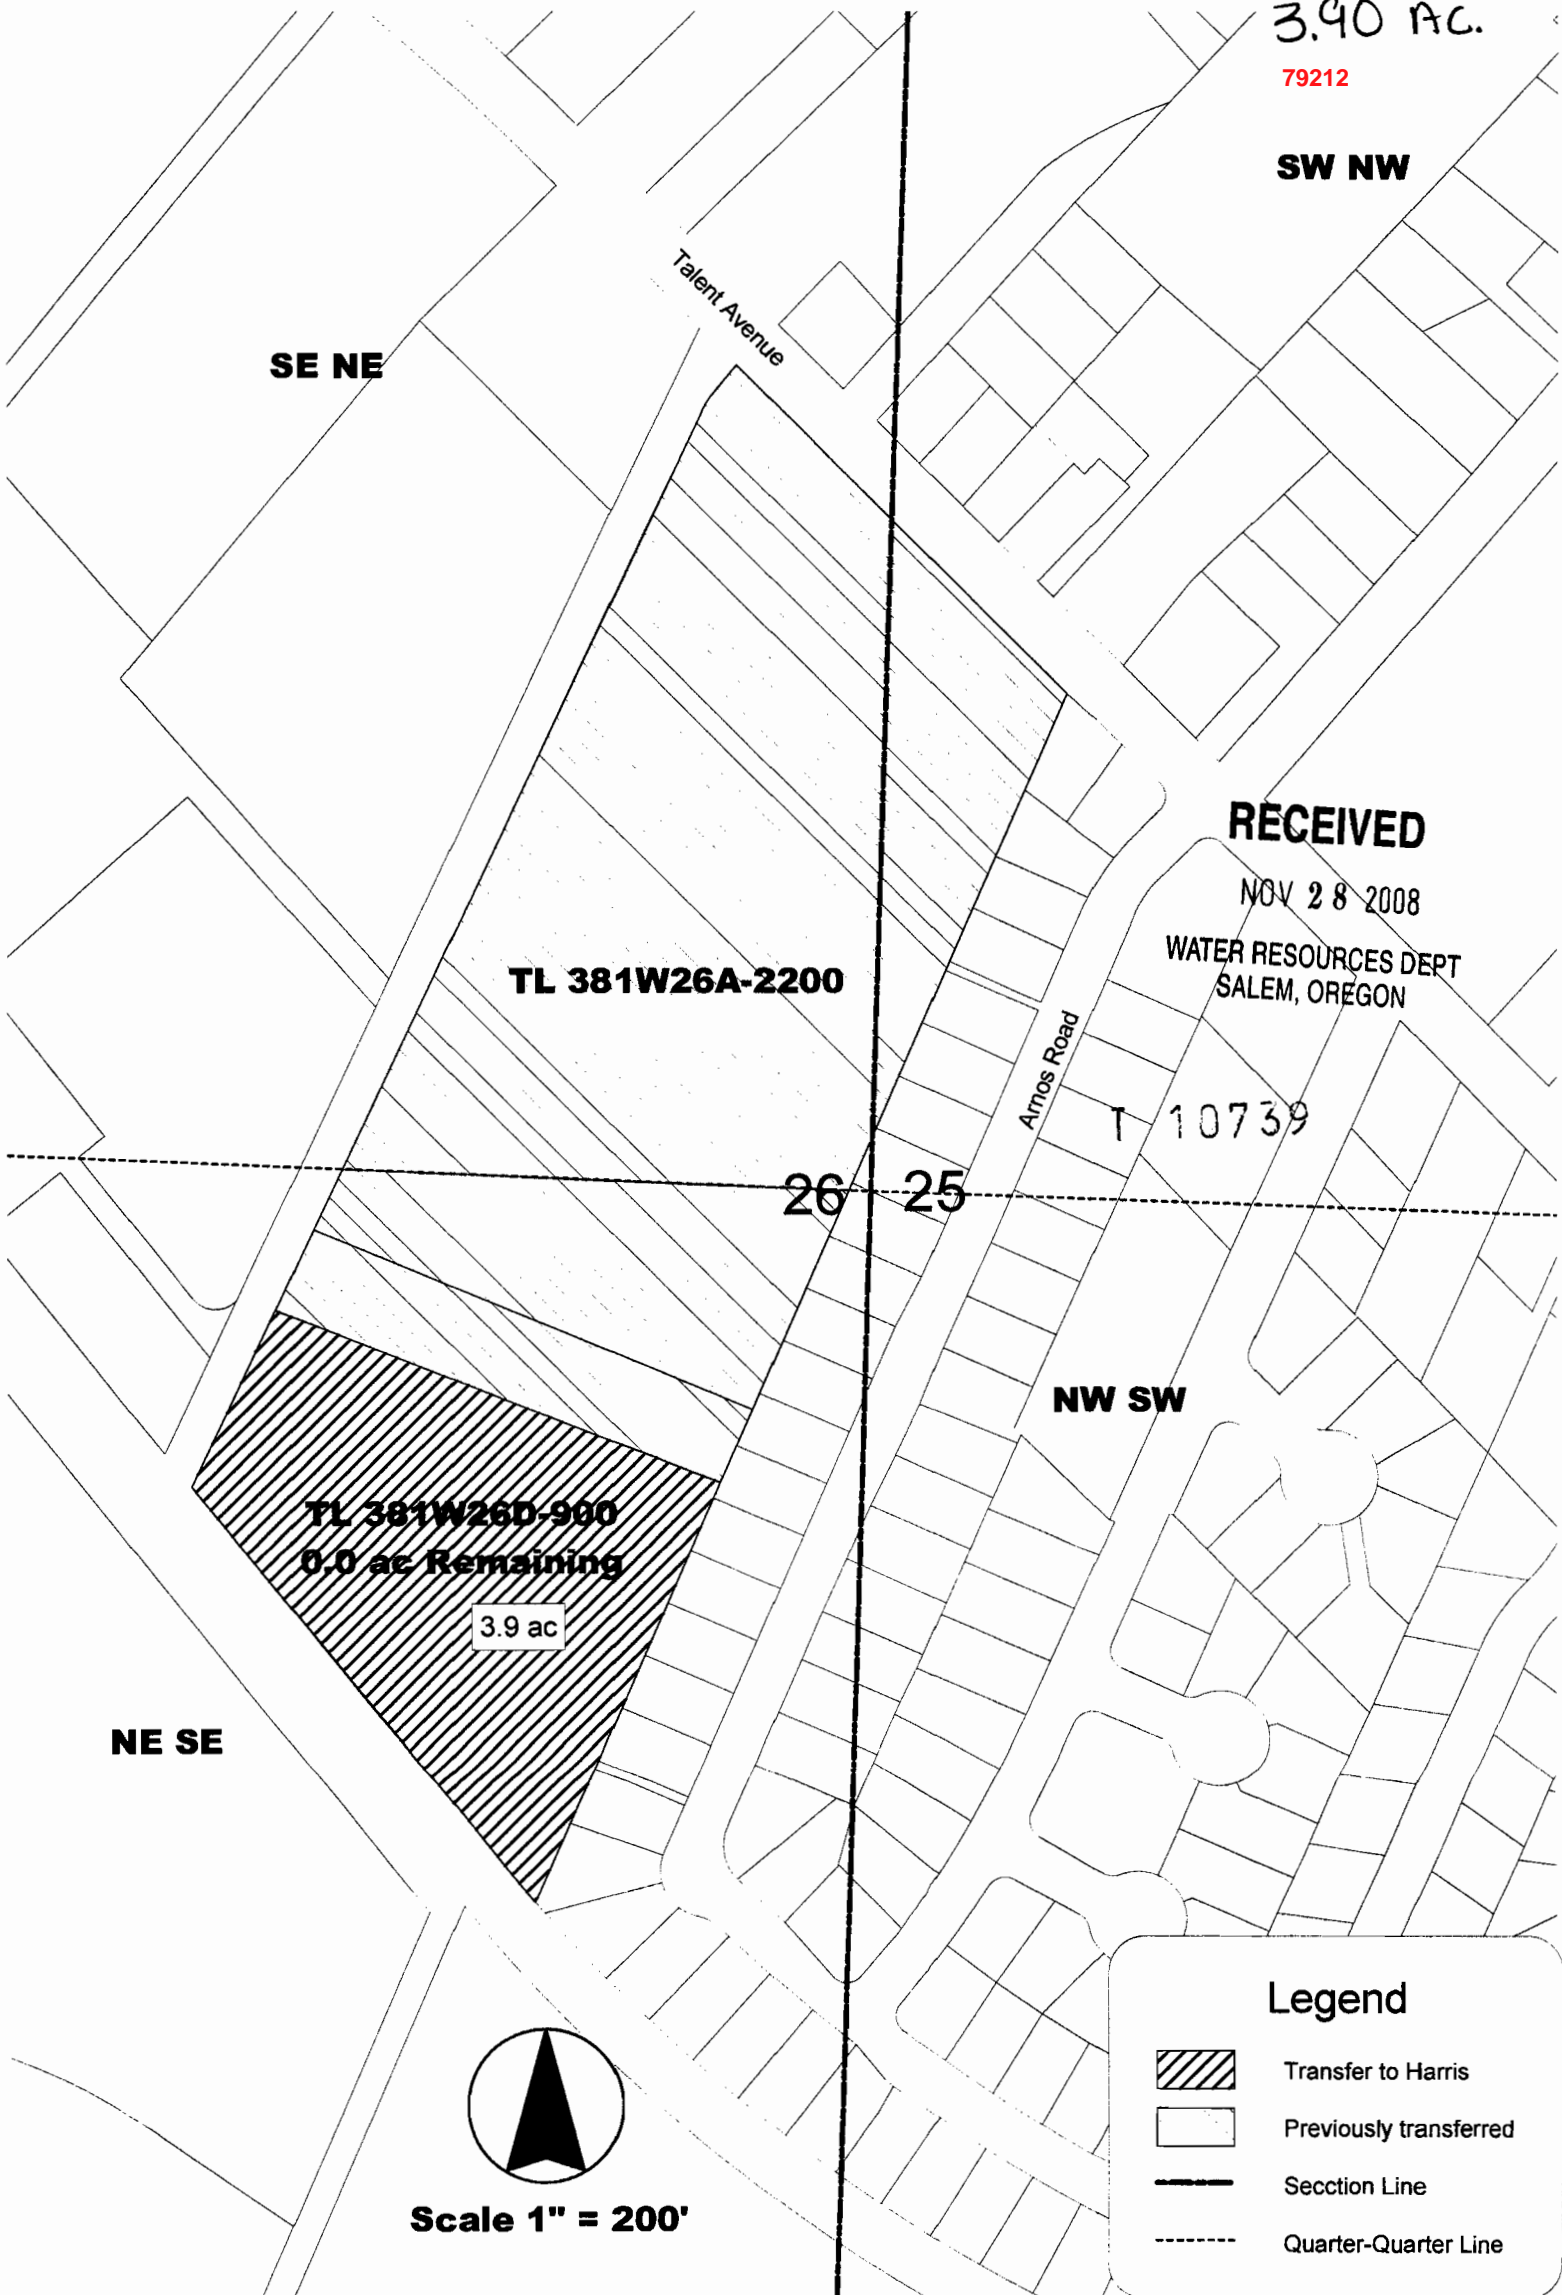 3.90 AC.
79212
SW NW
Talent Avenue
SE NE
RECEIVED
NOV 28 2008
WATER RESOURCES DEPT
SALEM, OREGON
TL 381W26A-2200
Arnos Road
T 10739
26 25
NW SW
TL 381W26D-900
0.0 ac Remaining
3.9 ac
NE SE
Legend
Transfer to Harris
Previously transferred
Secction Line
Quarter-Quarter Line
Scale 1" = 200'